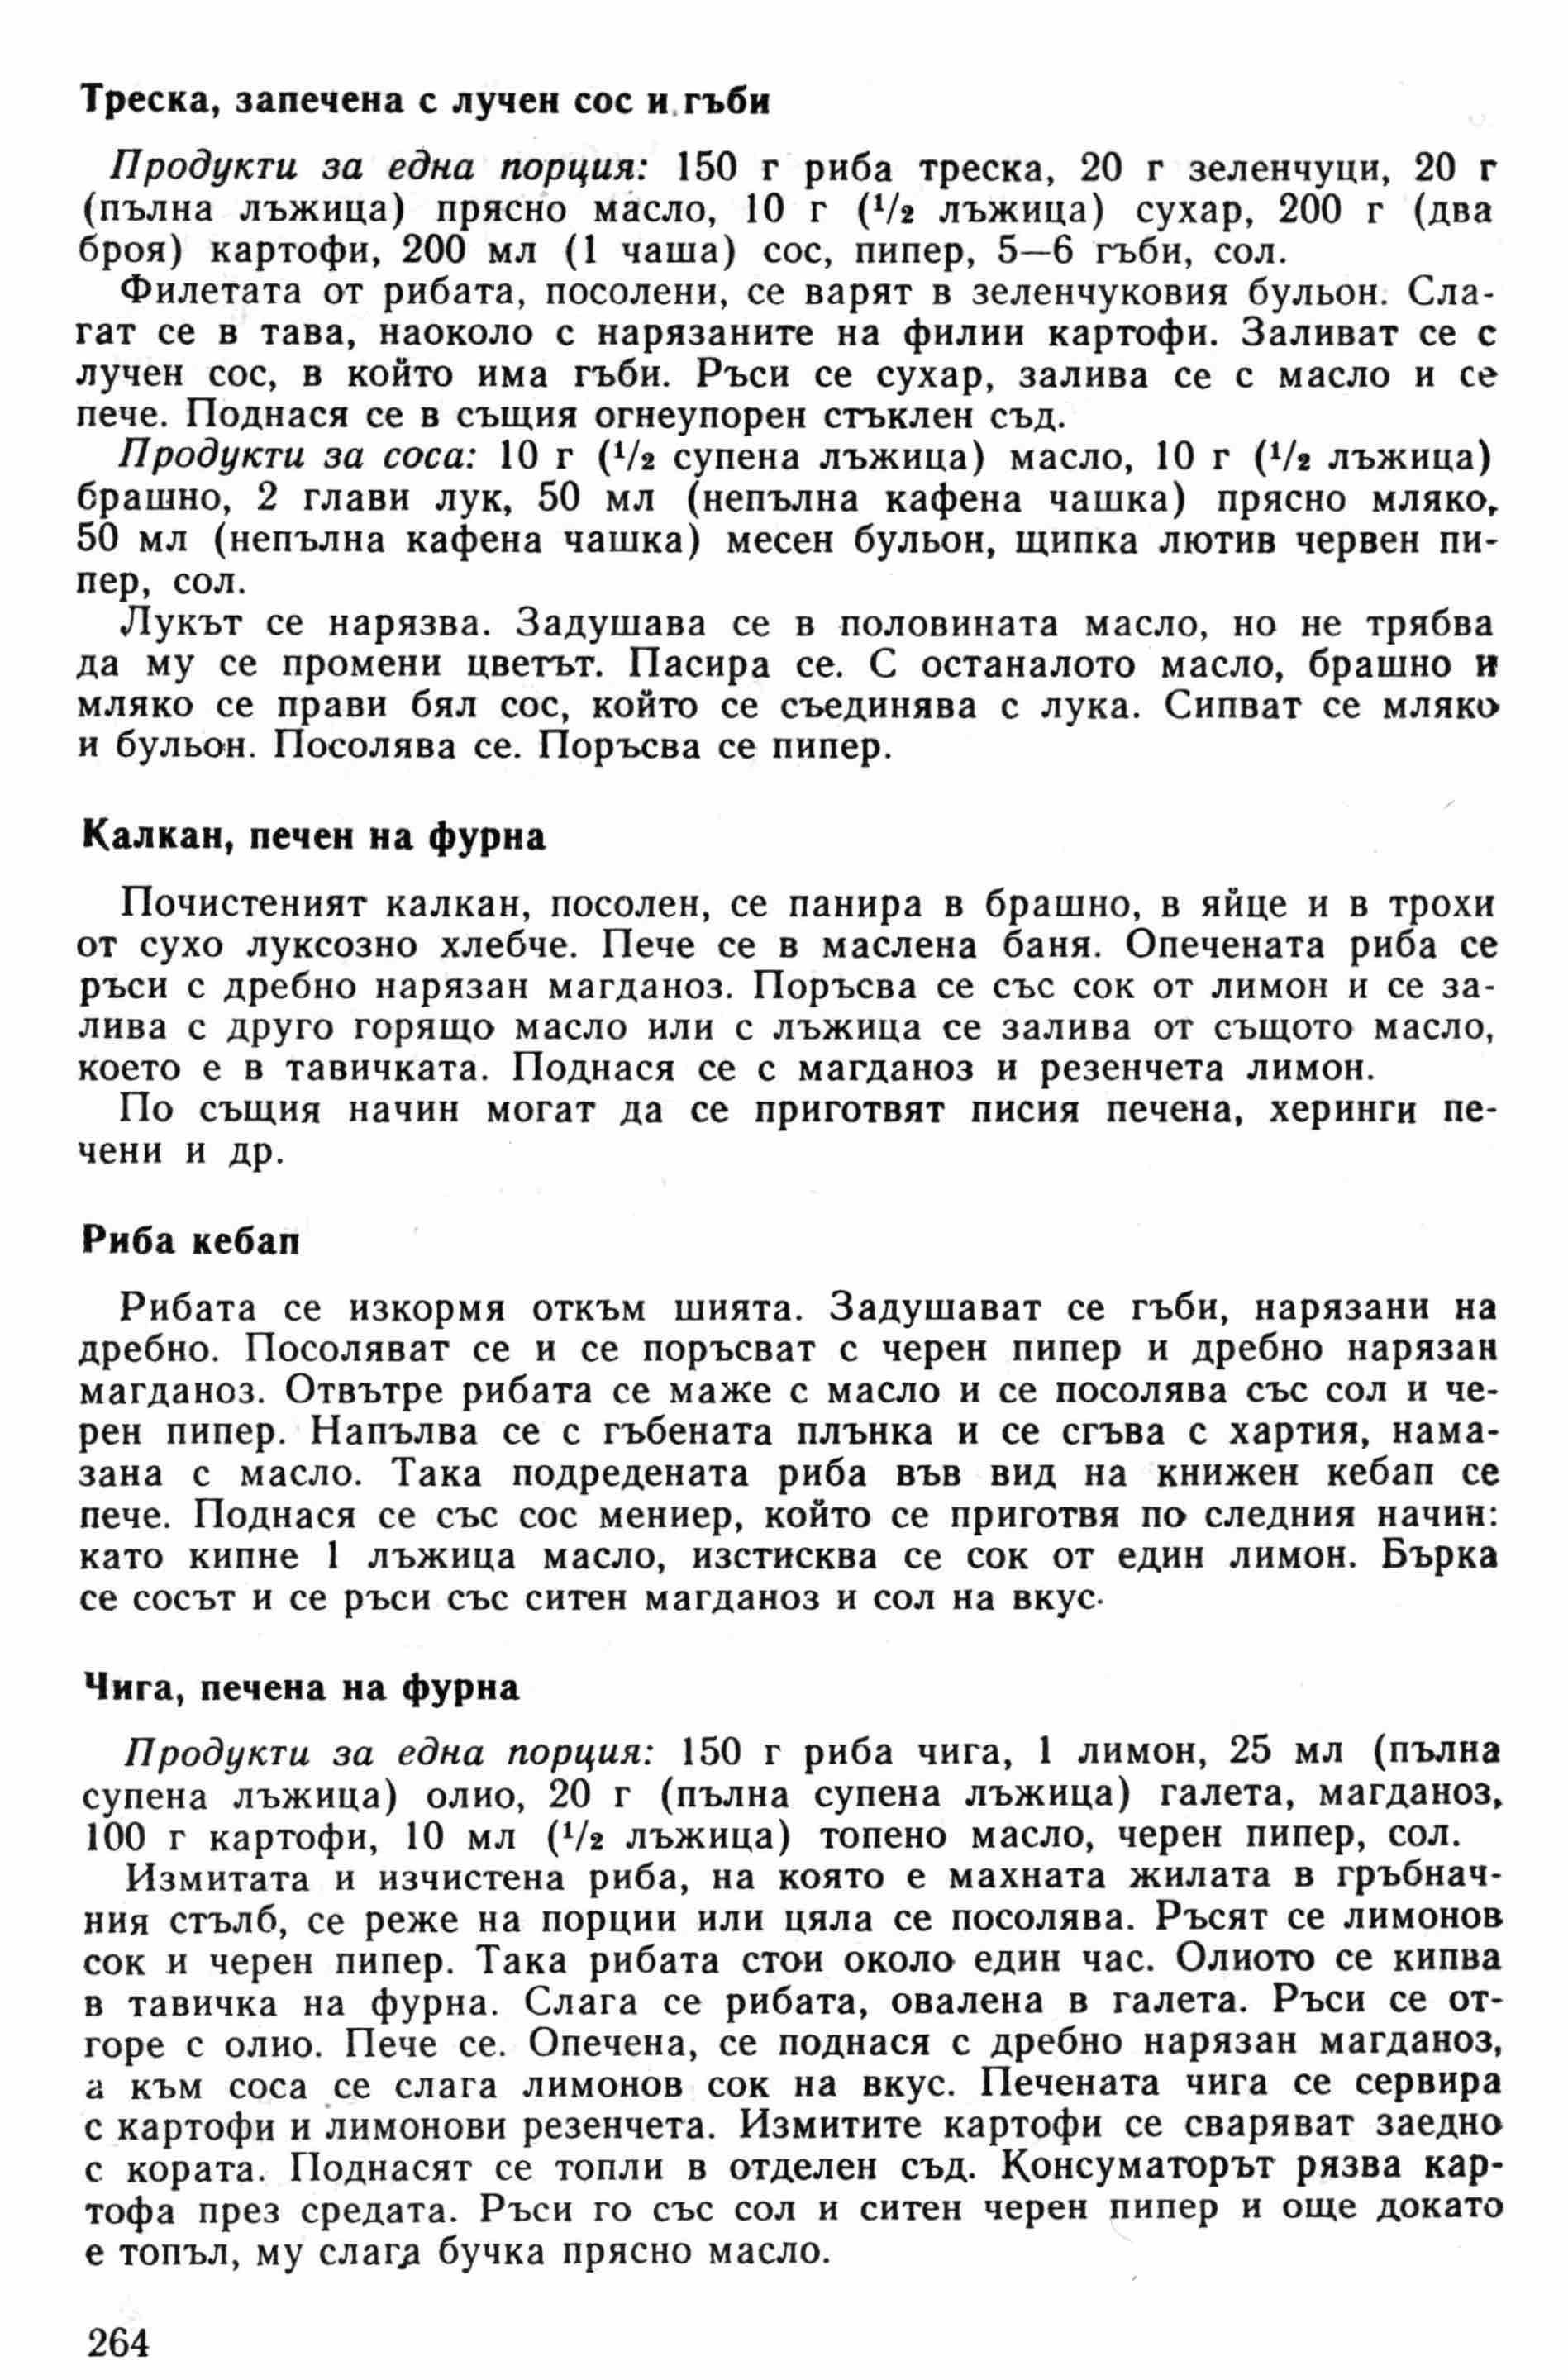 Треска, запечена с лучен сос и гъби
Продукти за една порция: 150 г риба треска, 20 г зеленчуци, 20 г
(пълна лъжица) прясно масло, 10 г (1/2 лъжица) сухар, 200 г (два
броя) картофи, 200 мл (1 чаша) сос, пипер, 5—6 гъби, сол.
Филетата от рибата, посолени, се варят в зеленчуковия бульон. Сла-
гат се в тава, наоколо с нарязаните на филии картофи. Заливат се с
лучен сос, в който има гъби. Ръси се сухар, залива се с масло и се
пече. Поднася се в същия огнеупорен стъклен съд.
Продукти за соса: 10 г (1/2 супена лъжица) масло, 10 г (1/2 лъжица)
брашно, 2 глави лук, 50 мл (непълна кафена чашка) прясно мляко,
50 мл (непълна кафена чашка) месен бульон, щипка лютив червен пи-
пер, сол.
Лукът се нарязва. Задушава се в половината масло, но не трябва
да му се промени цветът. Пасира се. С останалото масло, брашно и
мляко се прави бял сос, който се съединява с лука. Сипват се мляко
и бульон. Посолява се. Поръсва се пипер.
Калкан, печен на фурна
Почистеният калкан, посолен, се панира в брашно, в яйце и в трохи
от сухо луксозно хлебче. Пече се в маслена баня. Опечената риба се
ръси с дребно нарязан магданоз. Поръсва се със сок от лимон и се за-
лива с друго горящо масло или с лъжица се залива от същото масло,
което е в тавичката. Поднася се с магданоз и резенчета лимон.
По същия начин могат да се приготвят писия печена, херинги пе-
чени и др.
Риба кебап
Рибата се изкормя откъм шията. Задушават се гъби, нарязани на
дребно. Посоляват се и се поръсват с черен пипер и дребно нарязан
магданоз. Отвътре рибата се маже с масло и се посолява със сол и че-
рен пипер. Напълва се с гъбената плънка и се сгъва с хартия, нама-
зана с масло. Така подредената риба във вид на книжен кебап се
пече. Поднася се със сос мениер, който се приготвя по следния начин:
като кипне 1 лъжица масло, изстисква се сок от един лимон. Бърка
се сосът и се ръси със ситен магданоз и сол на вкус.
Чига, печена на фурна
Продукти за една порция: 150 г риба чига, 1 лимон, 25 мл (пълна
супена лъжица) олио, 20 г (пълна супена лъжица) галета, магданоз,
100 г картофи, 10 мл (1/2 лъжица) топено масло, черен пипер, сол.
Измитата и изчистена риба, на която е махната жилата в гръбнач-
ния стълб, се реже на порции или цяла се посолява. Ръсят се лимонов
сок и черен пипер. Така рибата стои около един час. Олиото се кипва
в тавичка на фурна. Слага се рибата, овалена в галета. Ръси се от-
горе с олио. Пече се. Опечена, се поднася с дребно нарязан магданоз,
а към соса се слага лимонов сок на вкус. Печената чига се сервира
с картофи и лимонови резенчета. Измитите картофи се сваряват заедно
с кората. Поднасят се топли в отделен съд. Консуматорът рязва кар-
тофа през средата. Ръси го със сол и ситен черен пипер и още докато
е топъл, му слага бучка прясно масло.
264